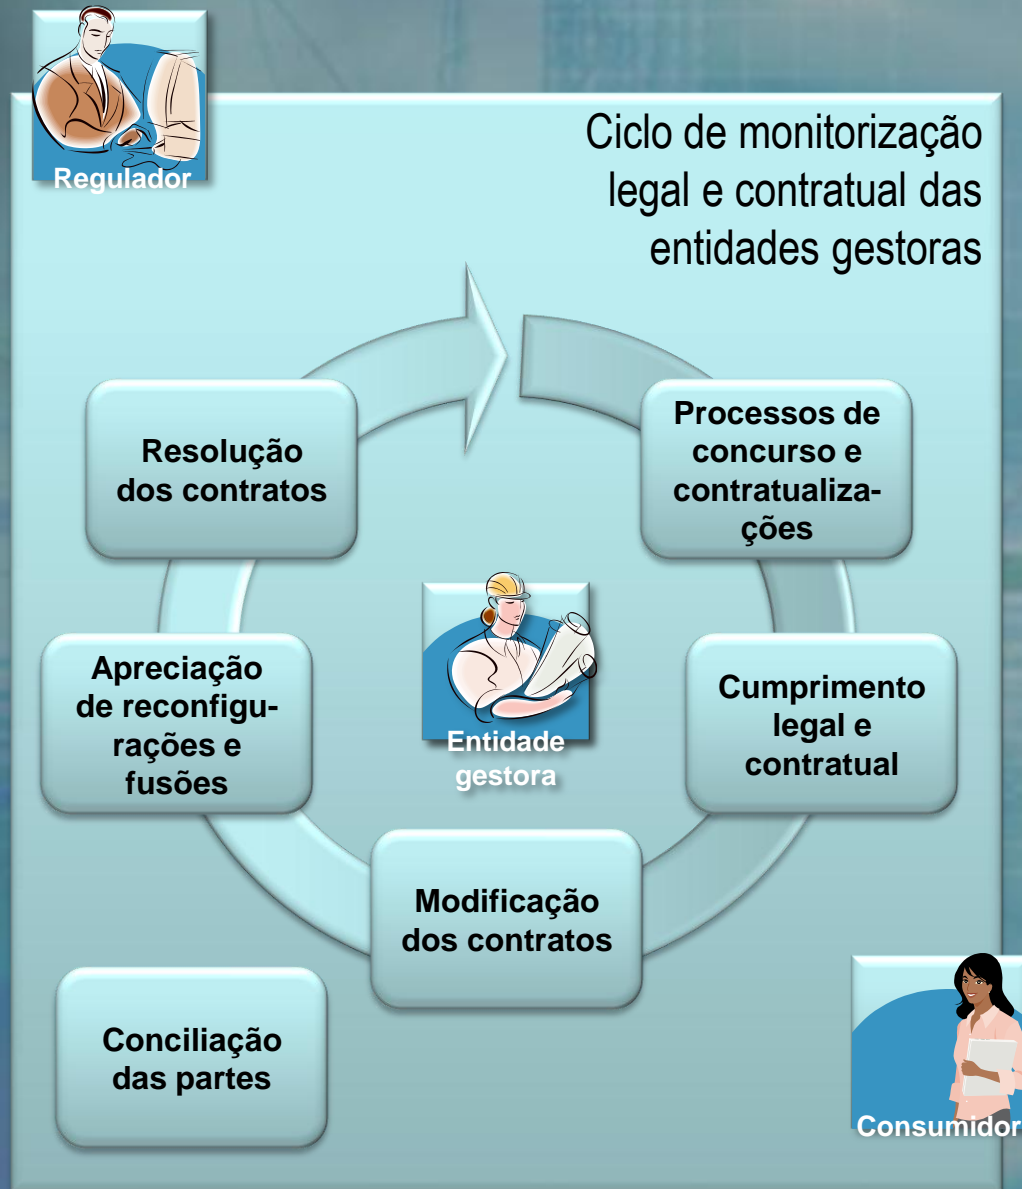 Regulador
Ciclo de monitorização
legal e contratual das
entidades gestoras
Processos de
concurso e
contratualiza-
ções
Cumprimento
legal e
contratual
Modificação
dos contratos
Apreciação
de reconfigu-
rações e
fusões
Resolução
dos contratos
Entidade
gestora
Conciliação
das partes
Consumidor